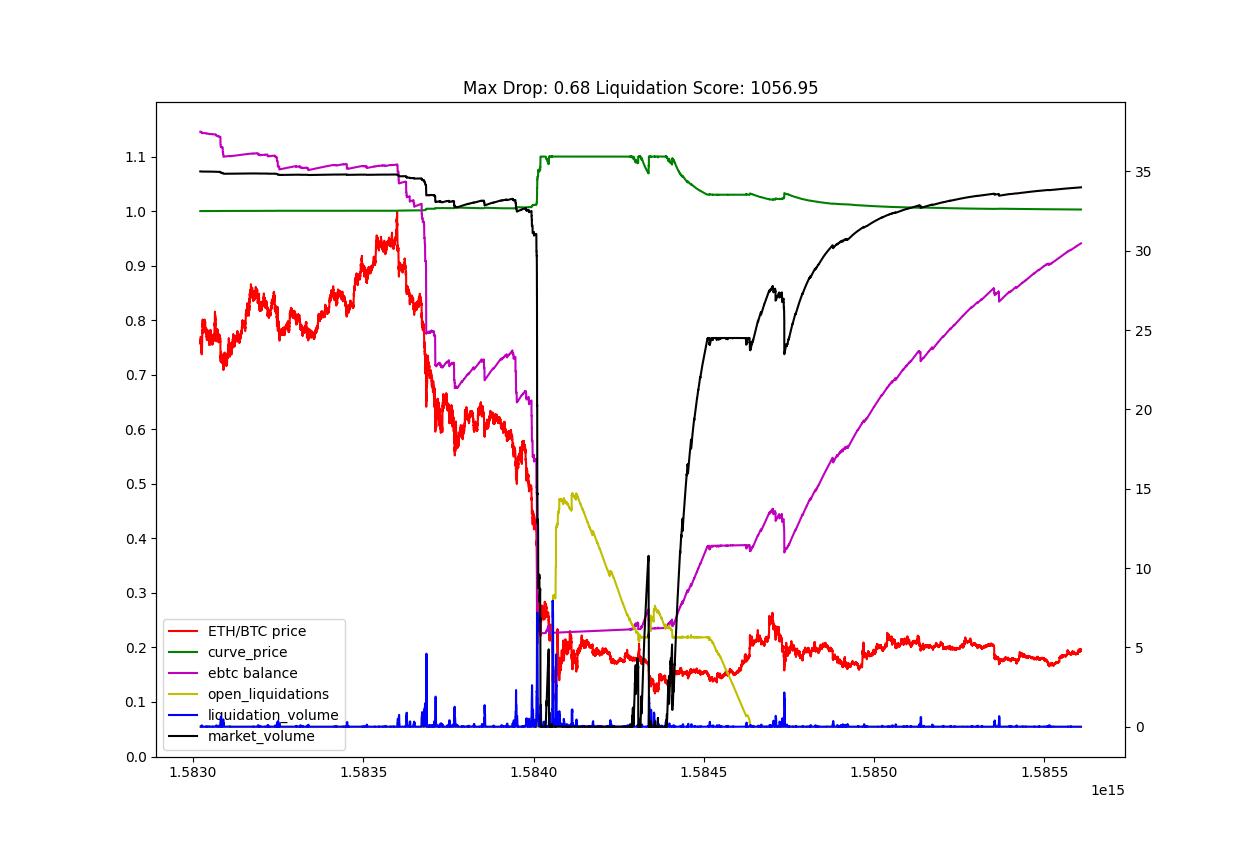 Max Drop: 0.68 Liquidation Score: 1056.95
1.1
1.0
0.9
0.8
0.7
0.6
0.5
0.4
0.3
0.2
0.1
0.0
35
30
25
20
15
10
5
0
ETH/BTC price
curve_price
ebtc balance
open_liquidations
liquidation_volume
market_volume
1.5830 1.5835 1.5840 1.5845 1.5850 1.5855
1e15